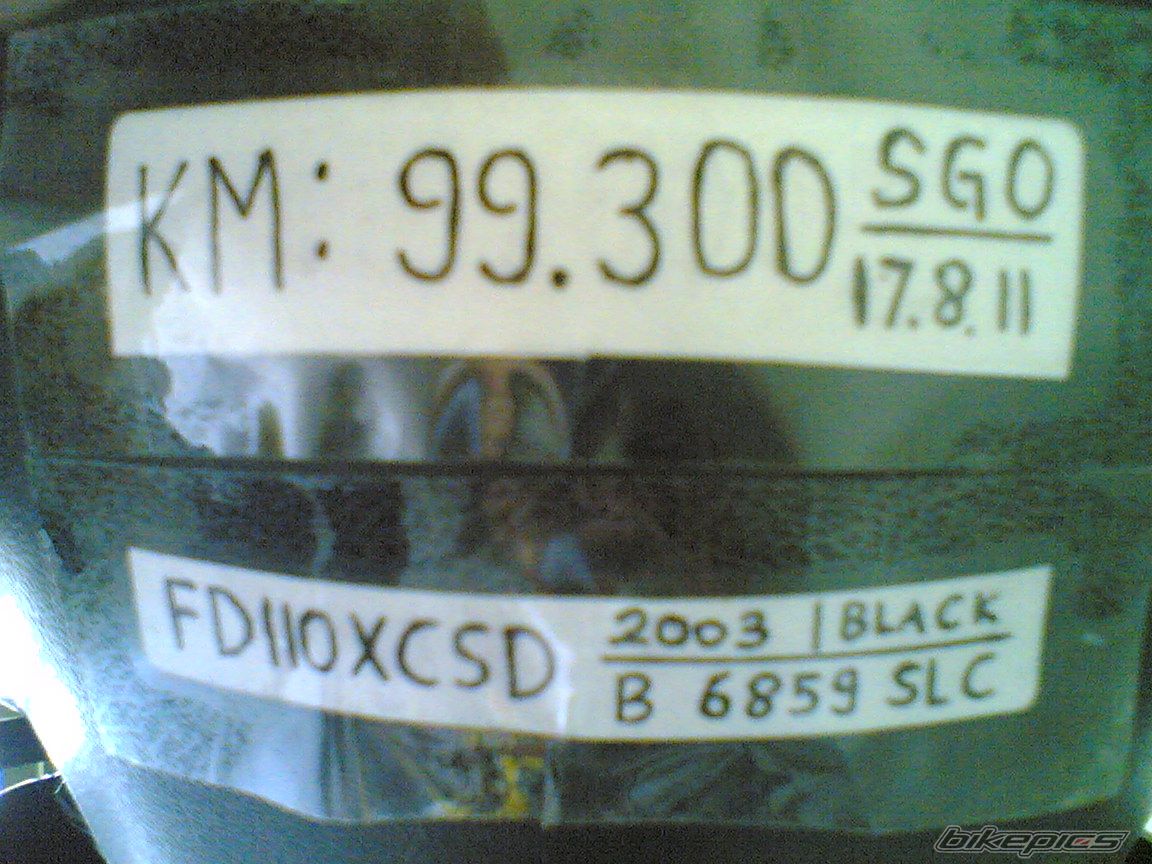 KM: 99.300 SGO
17.8.11
FD110XCSD 2003 | BLACK
B 6859 SLC
bikepics